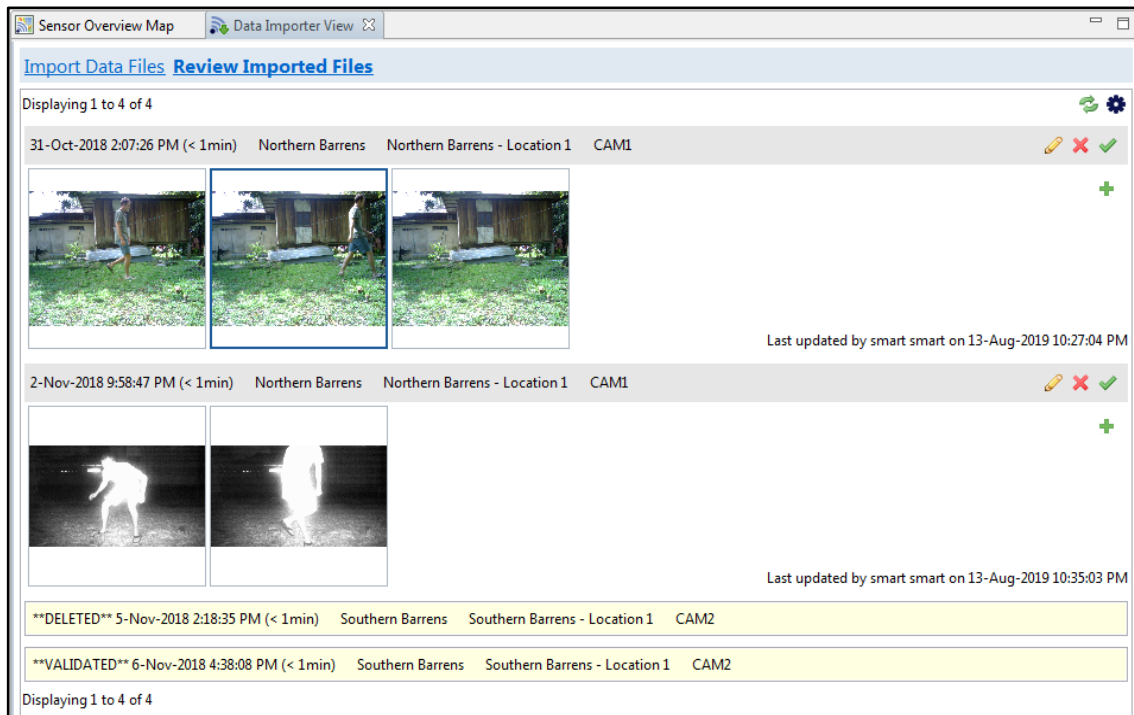 Sensor Overview Map Data Importer View
Import Data Files Review Imported Files
Displaying 1 to 4 of 4
31-Oct-2018 2:07:26 PM (< 1min) Northern Barrens Northern Barrens - Location 1 CAM1
Last updated by smart smart on 13-Aug-2019 10:27:04 PM
2-Nov-2018 9:58:47 PM (< 1min) Northern Barrens Northern Barrens - Location 1 CAM1
Last updated by smart smart on 13-Aug-2019 10:35:03 PM
**DELETED** 5-Nov-2018 2:18:35 PM (< 1min) Southern Barrens Southern Barrens - Location 1 CAM2
**VALIDATED** 6-Nov-2018 4:38:08 PM (< 1min) Southern Barrens Southern Barrens - Location 1 CAM2
Displaying 1 to 4 of 4